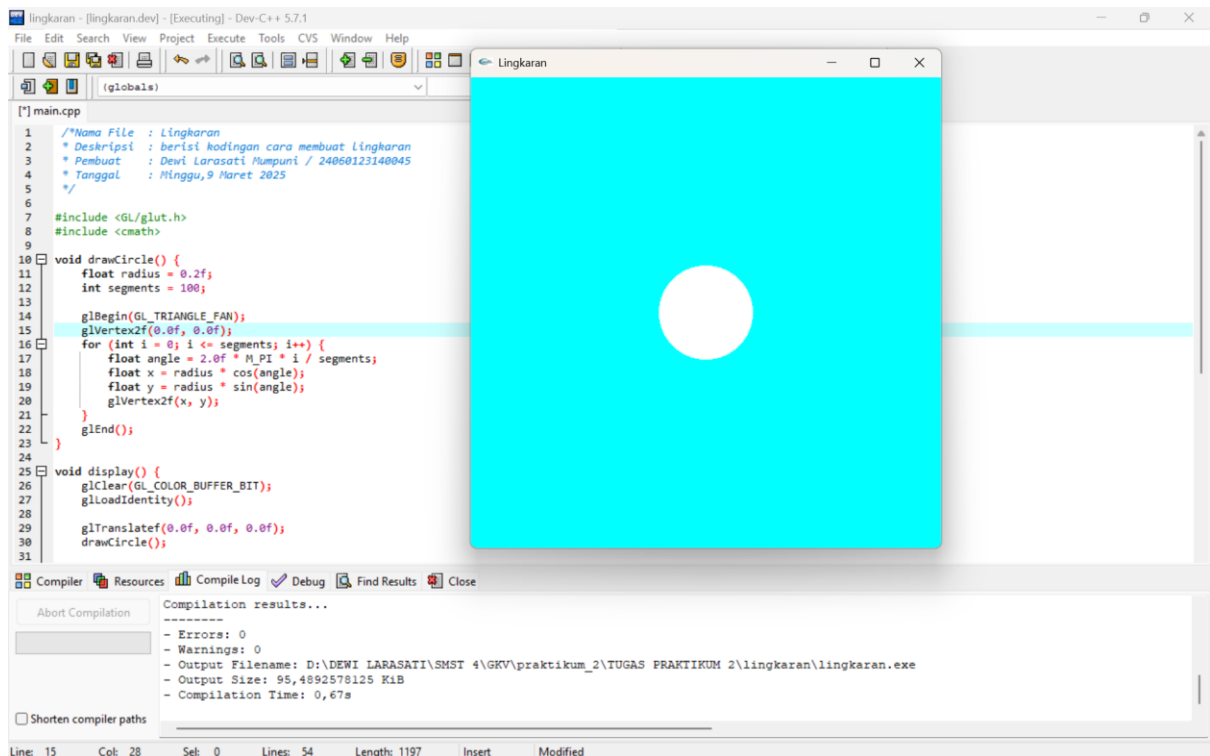 lingkaran - [lingkaran.dev] - [Executing] - Dev-C++ 5.7.1
File Edit Search View Project Execute Tools CVS Window Help
(globals)
[*] main.cpp
1 /*Nama File : Lingkaran
2 * Deskripsi : berisi kodingan cara membuat lingkaran
3 * Pembuat : Dewi Larasati Mumpuni / 24060123140045
4 * Tanggal : Minggu,9 Maret 2025
5 */
6
7 #include <GL/glut.h>
8 #include <cmath>
9
10 void drawCircle() {
11 float radius = 0.2f;
12 int segments = 100;
13
14 glBegin(GL_TRIANGLE_FAN);
15 glVertex2f(0.0f, 0.0f);
16 for (int i = 0; i <= segments; i++) {
17 float angle = 2.0f * M_PI * i / segments;
18 float x = radius * cos(angle);
19 float y = radius * sin(angle);
20 glVertex2f(x, y);
21 }
22 glEnd();
23 }
24
25 void display() {
26 glClear(GL_COLOR_BUFFER_BIT);
27 glLoadIdentity();
28
29 glTranslatef(0.0f, 0.0f, 0.0f);
30 drawCircle();
31
Lingkaran
Compiler Resources Compile Log Debug Find Results Close
Abort Compilation
Compilation results...
--------
- Errors: 0
- Warnings: 0
- Output Filename: D:\DEWI LARASATI\SMST 4\GKV\praktikum_2\TUGAS PRAKTIKUM 2\lingkaran\lingkaran.exe
- Output Size: 95,4892578125 KiB
- Compilation Time: 0,67s
Shorten compiler paths
Line: 15 Col: 28 Sel: 0 Lines: 54 Length: 1197 Insert Modified